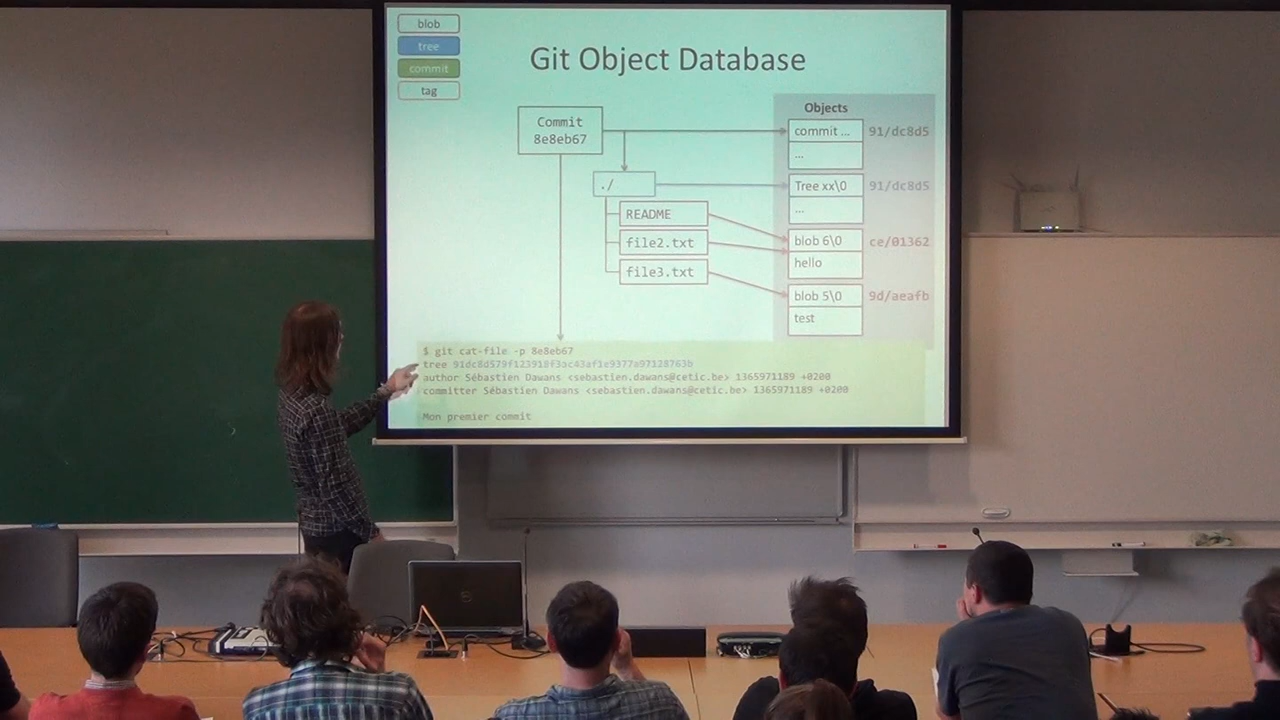 blob
tree
commit
tag
Git Object Database
Commit
8e8eb67
./
README
file2.txt
file3.txt
Objects
commit ...
91/dc8d5
...
Tree xx\0
91/dc8d5
...
blob 6\0
ce/01362
hello
blob 5\0
9d/aeafb
test
$ git cat-file -p 8e8eb67
tree
author Sébastien Dawans <sebastien.dawans@cetic.be> 1365971189 +0200
committer Sébastien Dawans <sebastien.dawans@cetic.be> 1365971189 +0200
Mon premier commit